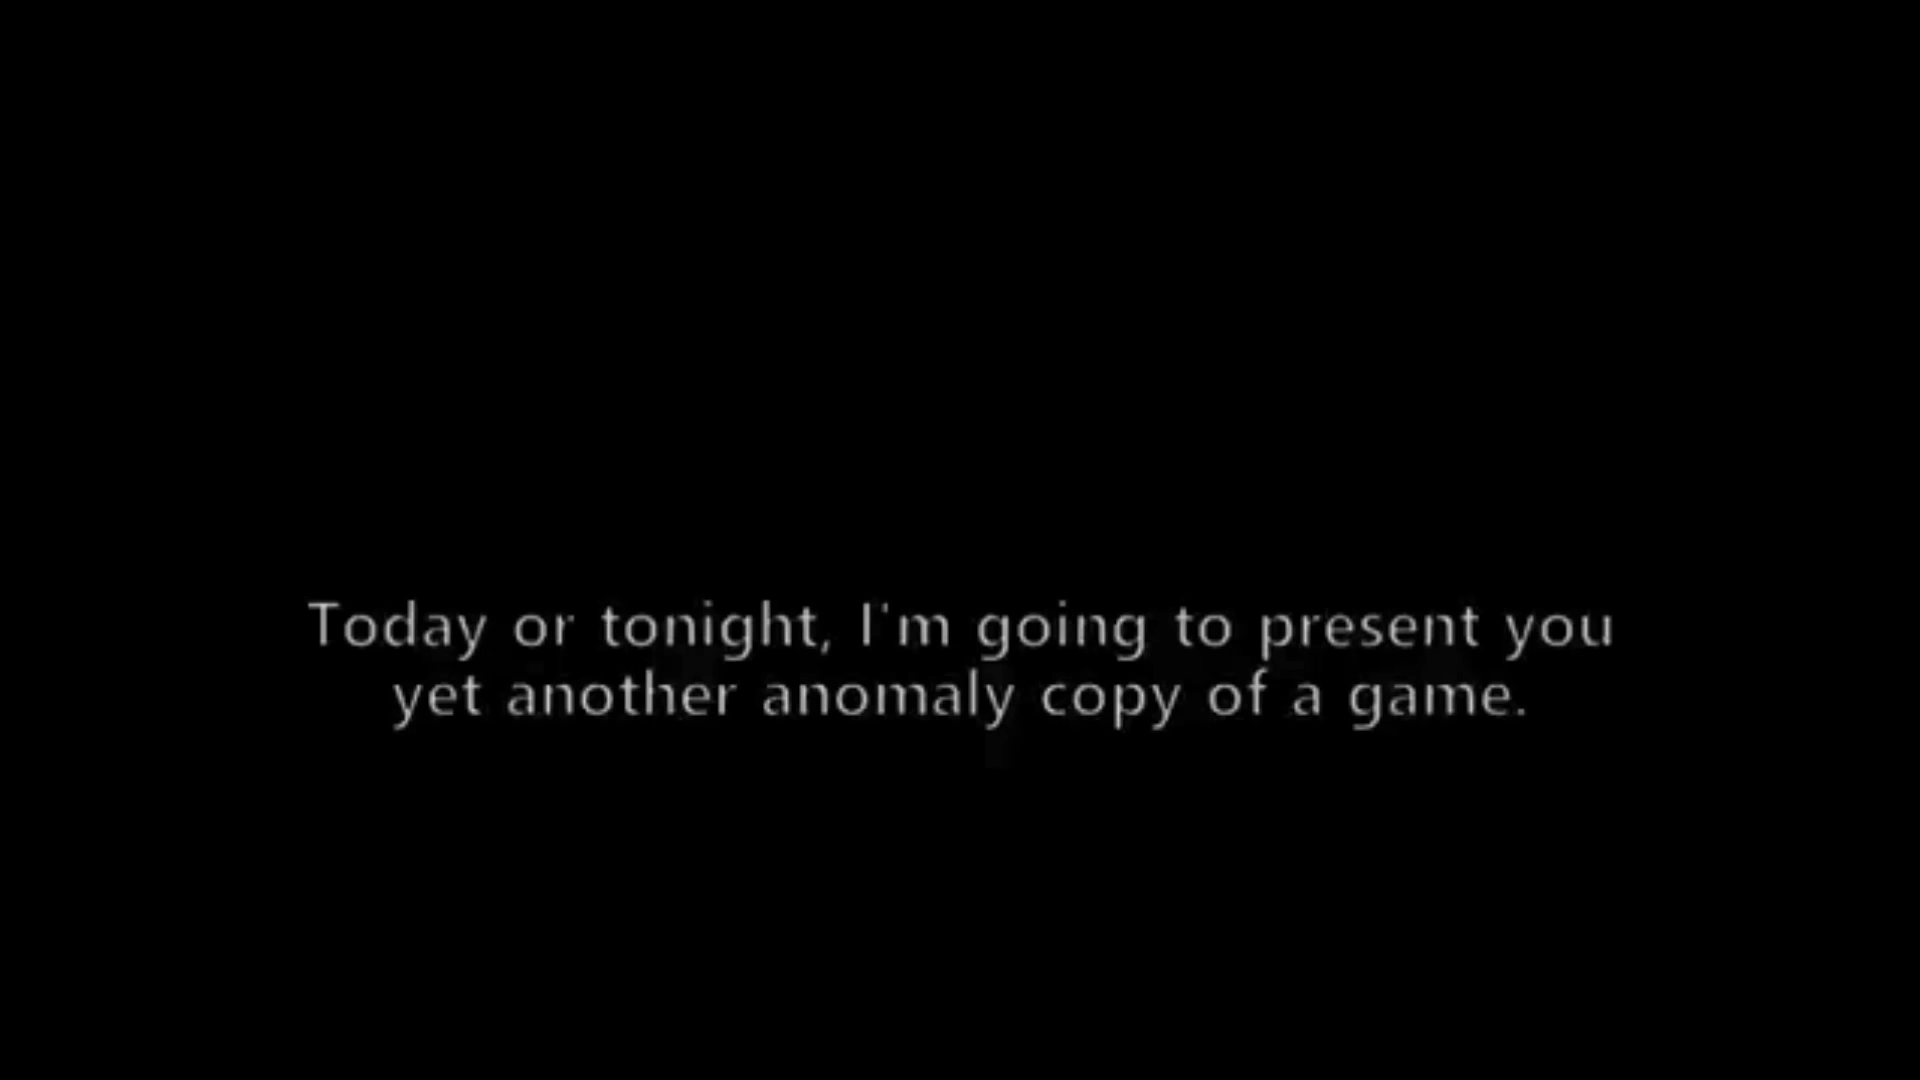 Today or tonight, I'm going to present you
yet another anomaly copy of a game.